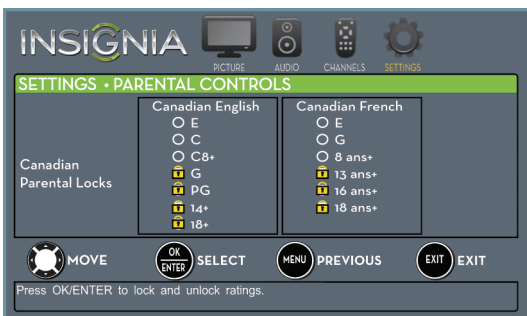 INSIGNIA
PICTURE AUDIO CHANNELS SETTINGS
SETTINGS • PARENTAL CONTROLS
Canadian Parental Locks
Canadian English
E
C
C8+
G
PG
14+
18+
Canadian French
E
G
8 ans+
13 ans+
16 ans+
18 ans+
MOVE
OK
ENTER
SELECT
MENU
PREVIOUS
EXIT
EXIT
Press OK/ENTER to lock and unlock ratings.